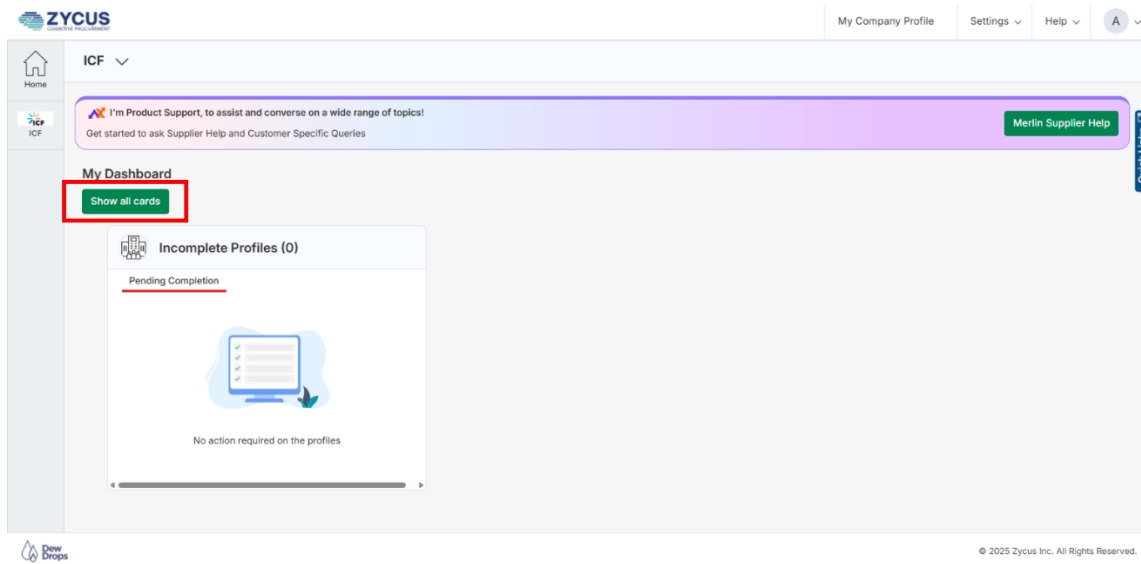 ZYCUS
COGNITIVE PROCUREMENT
My Company Profile
Settings
Help
A
Home
ICF
ICF
ICF
I'm Product Support, to assist and converse on a wide range of topics!
Get started to ask Supplier Help and Customer Specific Queries
Merlin Supplier Help
My Dashboard
Show all cards
Incomplete Profiles (0)
Pending Completion
No action required on the profiles
Dew
Drops
© 2025 Zycus Inc. All Rights Reserved.